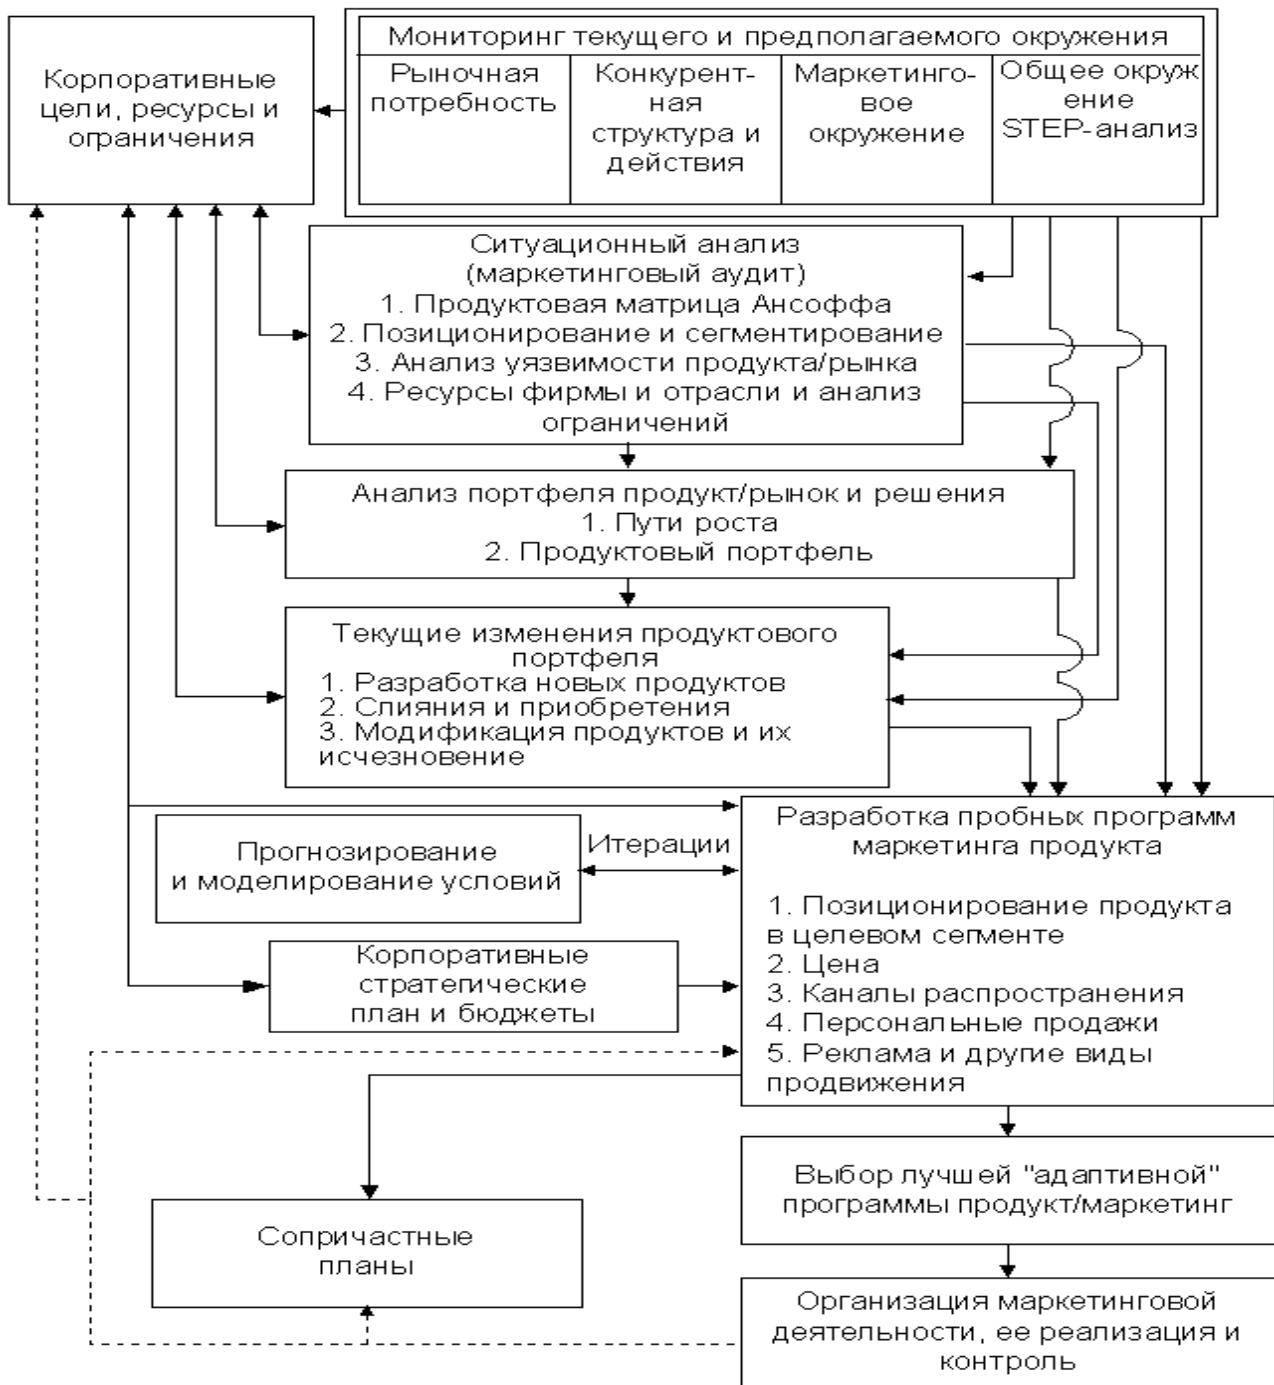 Корпоративные
цели, ресурсы и
ограничения
Мониторинг текущего и предполагаемого окружения
Рыночная
потребность
Конкурент-
ная
структура и
действия
Маркетинго-
вое
окружение
Общее окруж
ение
STEP-анализ
Ситуационный анализ
(маркетинговый аудит)
1. Продуктовая матрица Ансоффа
2. Позиционирование и сегментирование
3. Анализ уязвимости продукта/рынка
4. Ресурсы фирмы и отрасли и анализ
ограничений
Анализ портфеля продукт/рынок и решения
1. Пути роста
2. Продуктовый портфель
Текущие изменения продуктового
портфеля
1. Разработка новых продуктов
2. Слияния и приобретения
3. Модификация продуктов и их
исчезновение
Прогнозирование
и моделирование условий
Итерации
Разработка пробных программ
маркетинга продукта
1. Позиционирование продукта
в целевом сегменте
2. Цена
3. Каналы распространения
4. Персональные продажи
5. Реклама и другие виды
продвижения
Корпоративные
стратегические
план и бюджеты
Выбор лучшей "адаптивной"
программы продукт/маркетинг
Сопричастные
планы
Организация маркетинговой
деятельности, ее реализация и
контроль